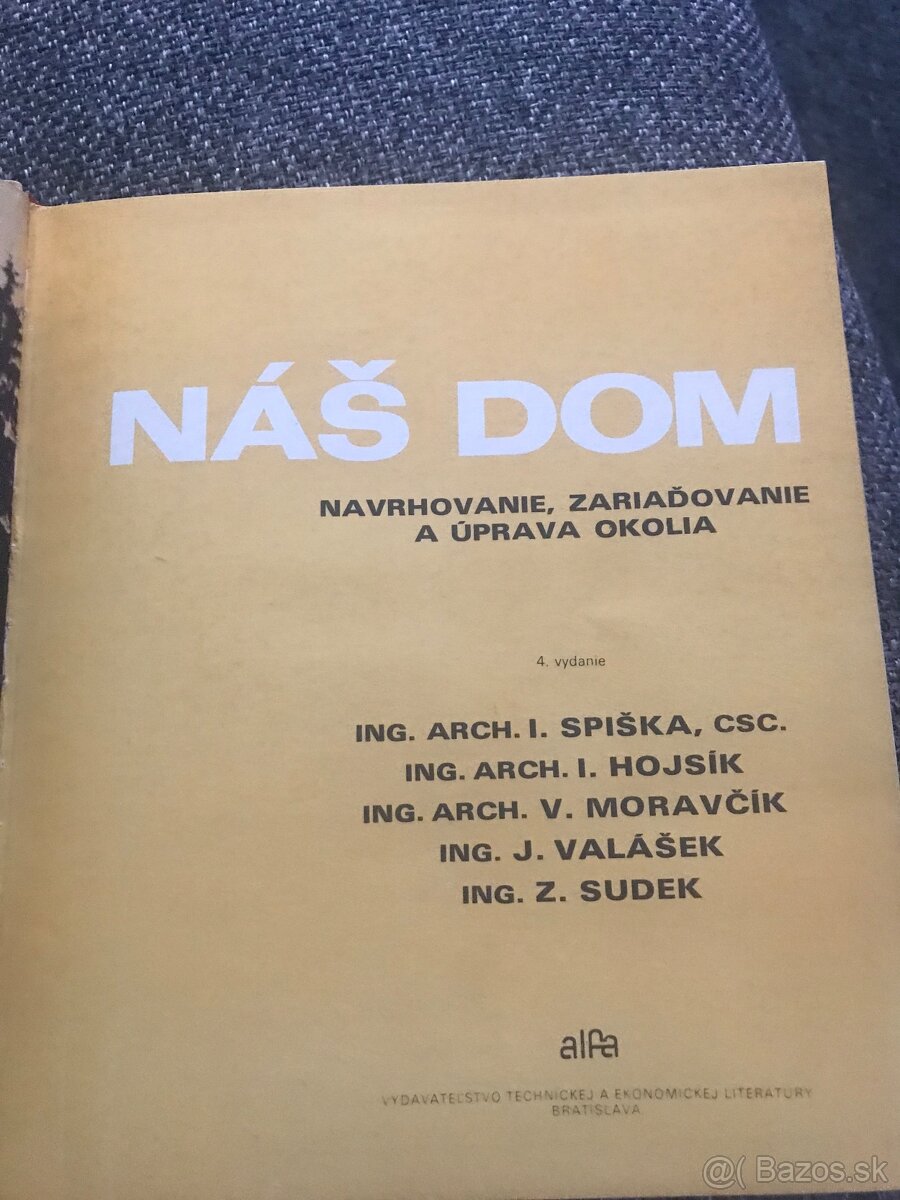 NÁŠ DOM
NAVRHOVANIE, ZARIAĎOVANIE
A ÚPRAVA OKOLIA
4. vydanie
ING. ARCH. I. SPIŠKA, CSC.
ING. ARCH. I. HOJSÍK
ING. ARCH. V. MORAVČÍK
ING. J. VALÁŠEK
ING. Z. SUDEK
alfa
VYDAVATEĽSTVO TECHNICKEJ A EKONOMICKEJ LITERATÚRY
BRATISLAVA
@( Bazos.sk